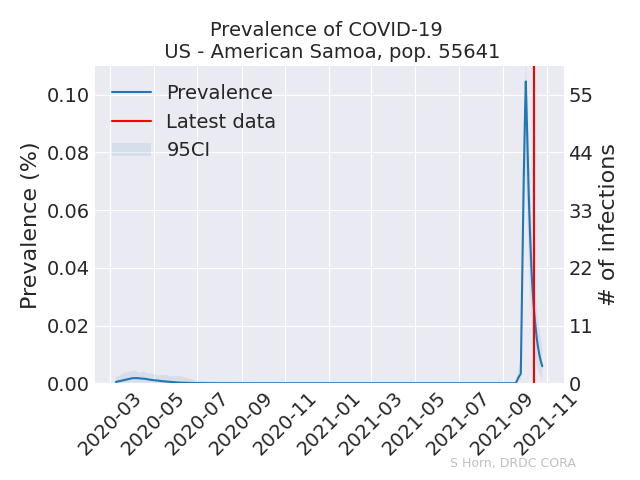 Prevalence of COVID-19
US - American Samoa, pop. 55641
Prevalence
Latest data
95CI
Prevalence (%)
0.10
0.08
0.06
0.04
0.02
0.00
55
44
33
22
11
0
# of infections
2020-03
2020-05
2020-07
2020-09
2020-11
2021-01
2021-03
2021-05
2021-07
2021-09
2021-11
S Horn, DRDC CORA